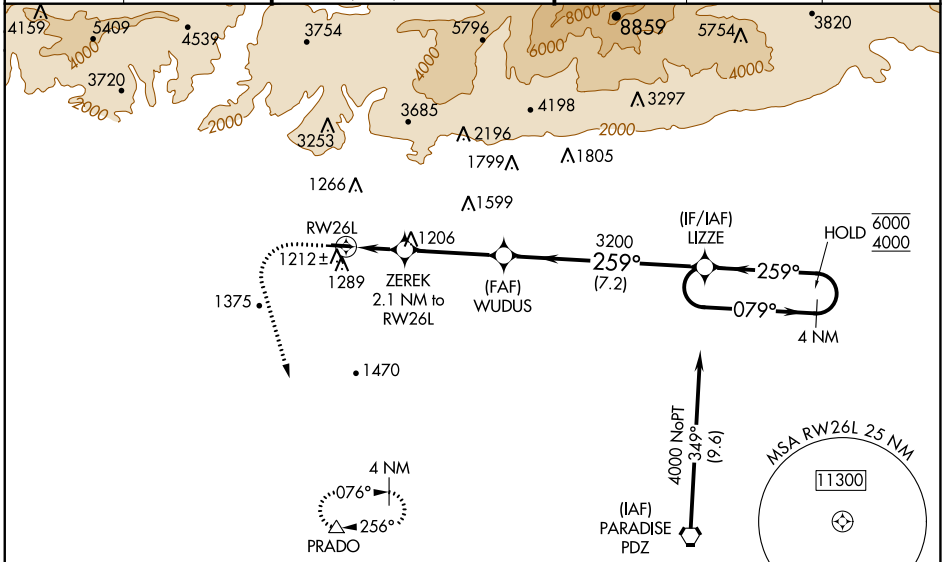 4159
5409
4539
3754
5796
8000
8859
5754
3820
4000
6000
4000
4000
3720
2000
2000
3253
3685
2196
4198
3297
2000
1799
1805
1266
1599
RW26L
1206
1212±
1289
ZEREK
2.1 NM to
RW26L
(FAF)
WUDUS
3200
259°
(7.2)
(IF/IAF)
LIZZE
HOLD
6000
4000
259°
079°
4 NM
1375
1470
4000 NoPT
349°
(9.6)
4 NM
076°
256°
PRADO
(IAF)
PARADISE
PDZ
MSA RW26L 25 NM
11300